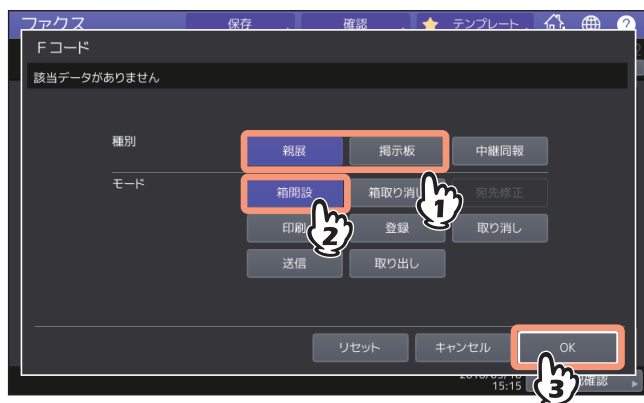 ファクス 保存 確認 テンプレート ?
Fコード
該当データがありません
種別 親展 掲示板 中継同報
モード 箱開設 箱取り消し 宛先修正
1
印刷 登録 取り消し
2
送信 取り出し
リセット キャンセル OK
15:15 確認
3